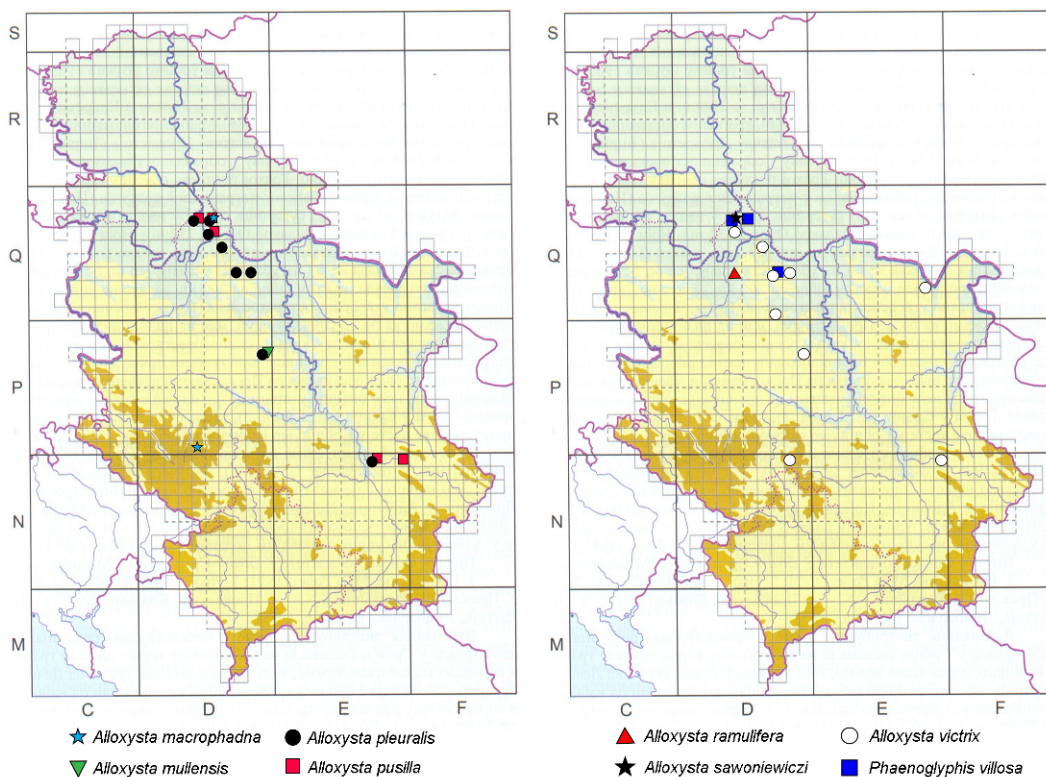 S
R
Q
P
N
M
C D E F
Alloxysta macrophadna
Alloxysta pleuralis
Alloxysta mullensis
Alloxysta pusilla
S
R
Q
P
N
M
C D E F
Alloxysta ramulifera
Alloxysta victrix
Alloxysta sawoniewiczi
Phaenoglyphis villosa